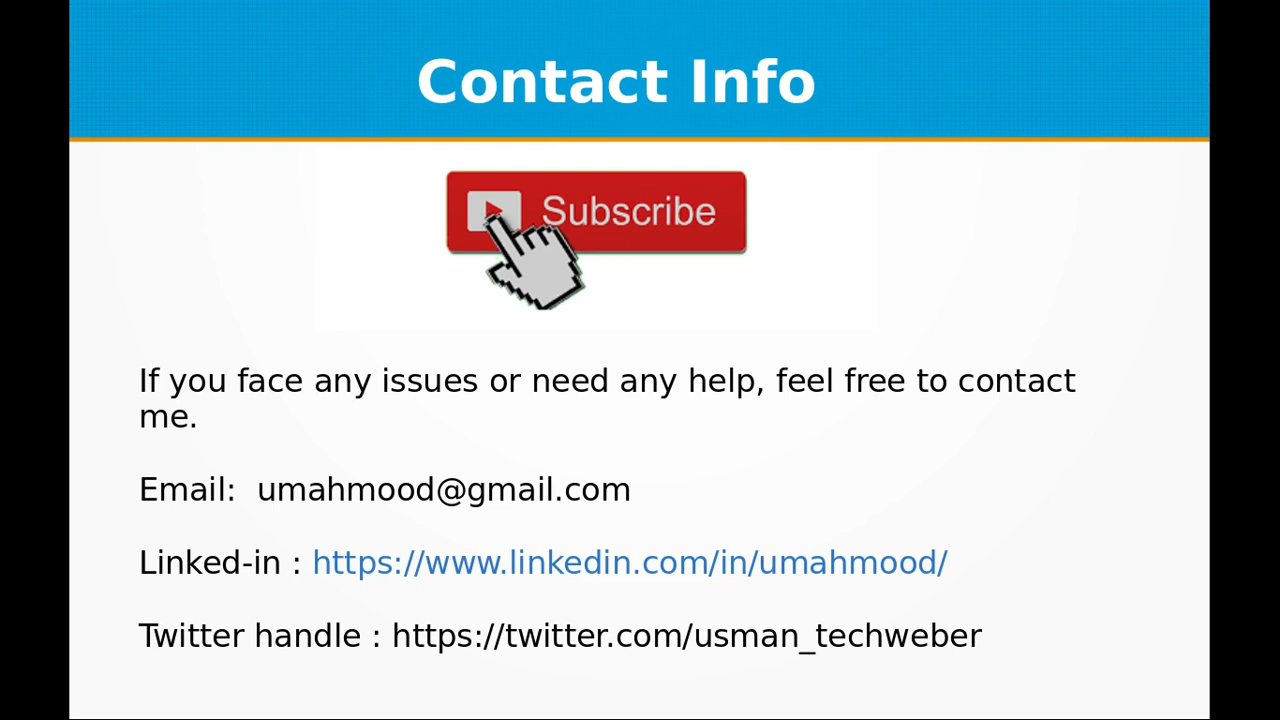 Contact Info
Subscribe
If you face any issues or need any help, feel free to contact
me.
Email:  umahmood@gmail.com
Linked-in : https://www.linkedin.com/in/umahmood/
Twitter handle : https://twitter.com/usman_techweber